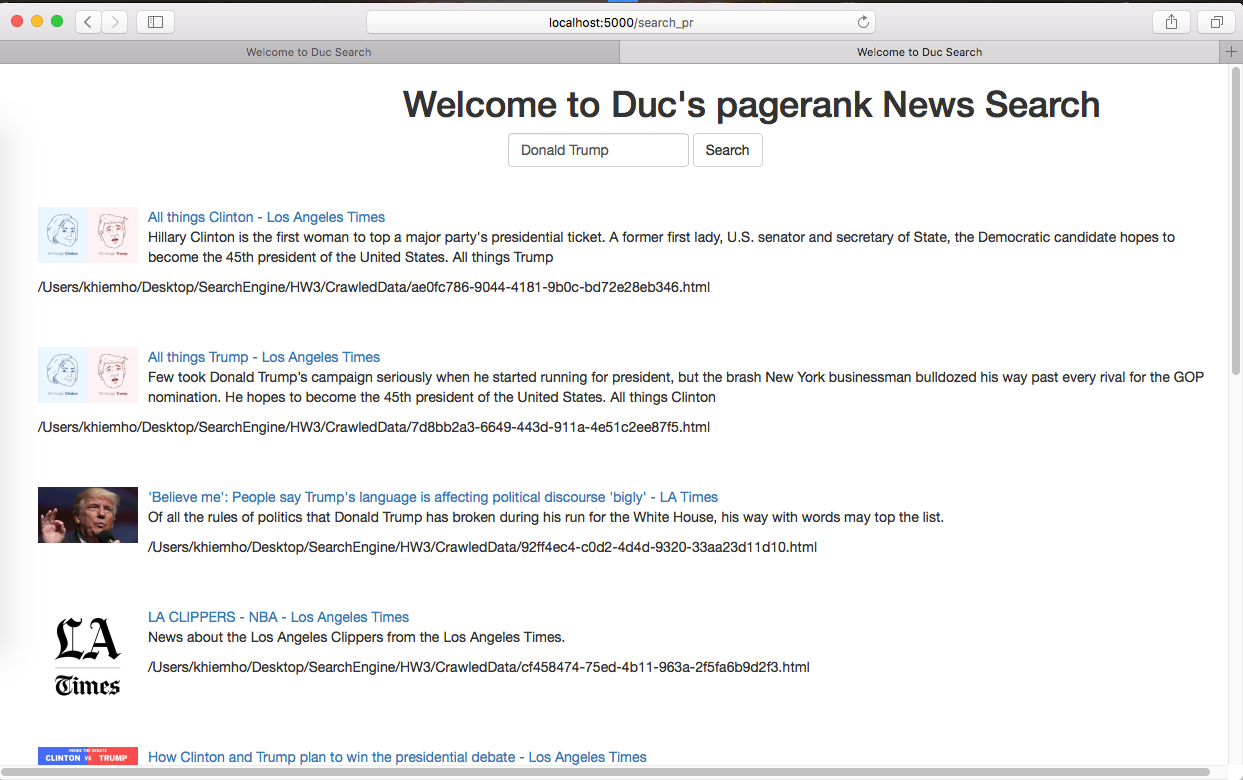 localhost:5000/search_pr
Welcome to Duc Search
Welcome to Duc Search
Welcome to Duc's pagerank News Search
Donald Trump
Search
All things Clinton - Los Angeles Times
Hillary Clinton is the first woman to top a major party's presidential ticket. A former first lady, U.S. senator and secretary of State, the Democratic candidate hopes to
become the 45th president of the United States. All things Trump
All things Clinton
All things Trump
/Users/khiemho/Desktop/SearchEngine/HW3/CrawledData/ae0fc786-9044-4181-9b0c-bd72e28eb346.html
All things Trump - Los Angeles Times
Few took Donald Trump's campaign seriously when he started running for president, but the brash New York businessman bulldozed his way past every rival for the GOP
nomination. He hopes to become the 45th president of the United States. All things Clinton
All things Clinton
All things Trump
/Users/khiemho/Desktop/SearchEngine/HW3/CrawledData/7d8bb2a3-6649-443d-911a-4e51c2ee87f5.html
'Believe me': People say Trump's language is affecting political discourse 'bigly' - LA Times
Of all the rules of politics that Donald Trump has broken during his run for the White House, his way with words may top the list.
/Users/khiemho/Desktop/SearchEngine/HW3/CrawledData/92ff4ec4-c0d2-4d4d-9320-33aa23d11d10.html
LA
Times
LA CLIPPERS - NBA - Los Angeles Times
News about the Los Angeles Clippers from the Los Angeles Times.
/Users/khiemho/Desktop/SearchEngine/HW3/CrawledData/cf458474-75ed-4b11-963a-2f5fa6b9d2f3.html
INSIDE THE DEBATE
CLINTON VS TRUMP
How Clinton and Trump plan to win the presidential debate - Los Angeles Times